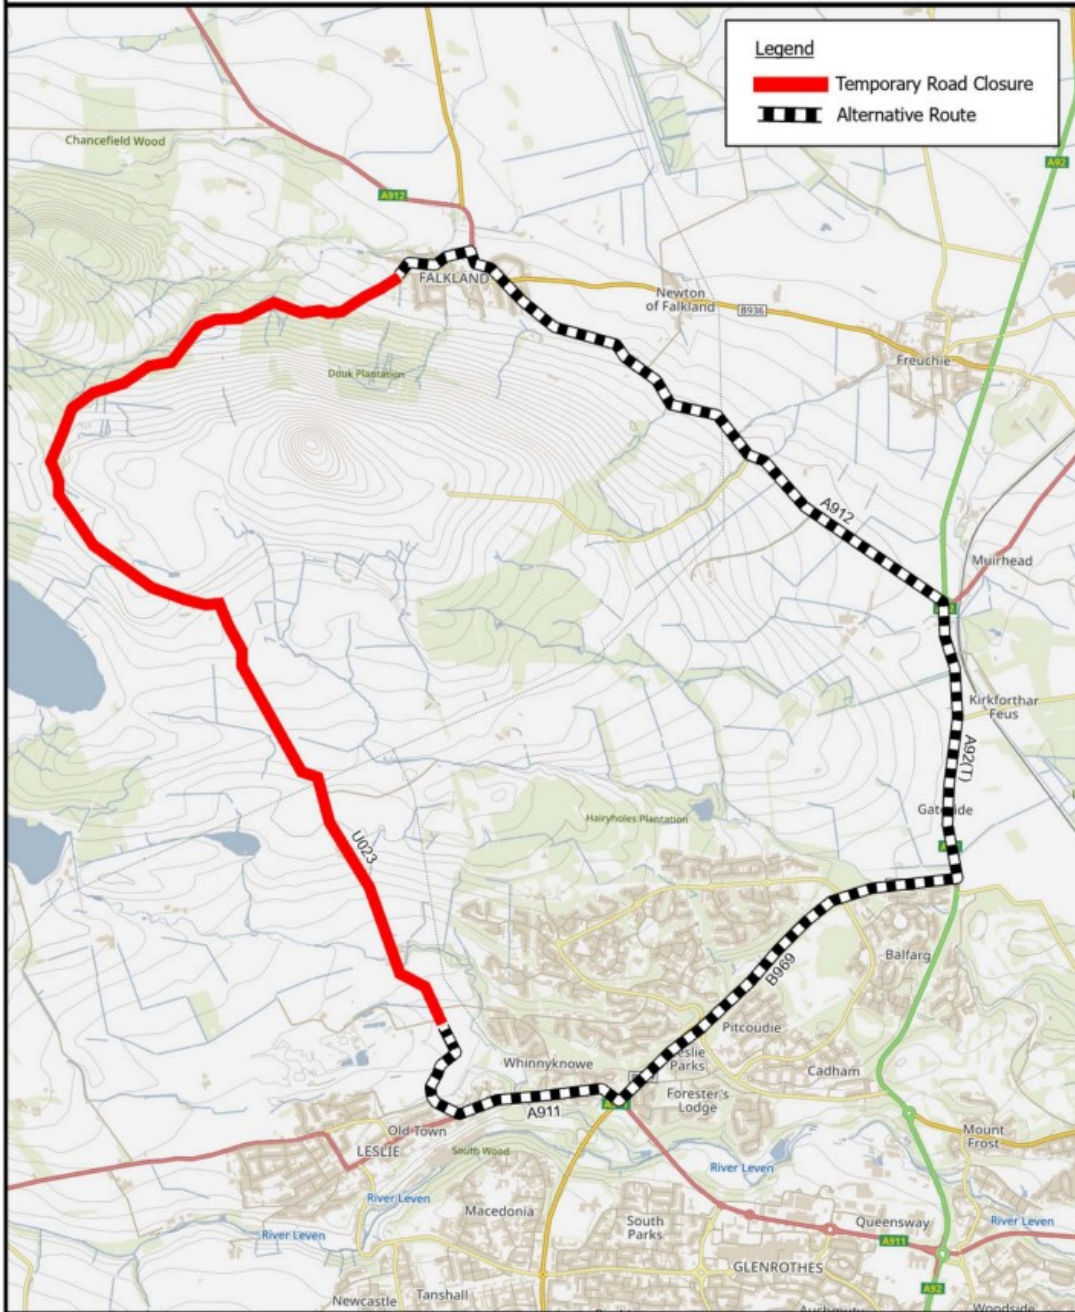 Legend
Temporary Road Closure
Alternative Route
Chancefield Wood
A92
A912
FALKLAND
Newton
of Falkland
B936
Freuchie
Douk Plantation
A912
Muirhead
Kirkforthar
Feus
A92(T)
Hairyholes Plantation
U023
Balfarg
B969
Pitcoudie
Whinnyknowe
Leslie
Parks
Cadham
Forester's
Lodge
A911
Old Town
LESLIE
South Wood
Mount
Frost
River Leven
River Leven
Macedonia
River Leven
South
Parks
Queensway
River Leven
A911
GLENROTHES
A92
Newcastle
Tanshall
Woodside